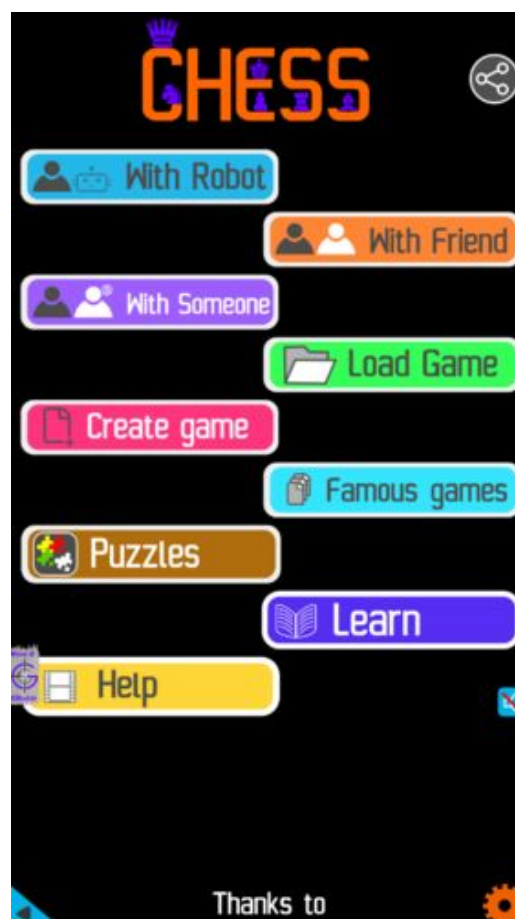 CHESS
With Robot
With Friend
With Someone
Load Game
Create game
Famous games
Puzzles
Learn
Help
Thanks to